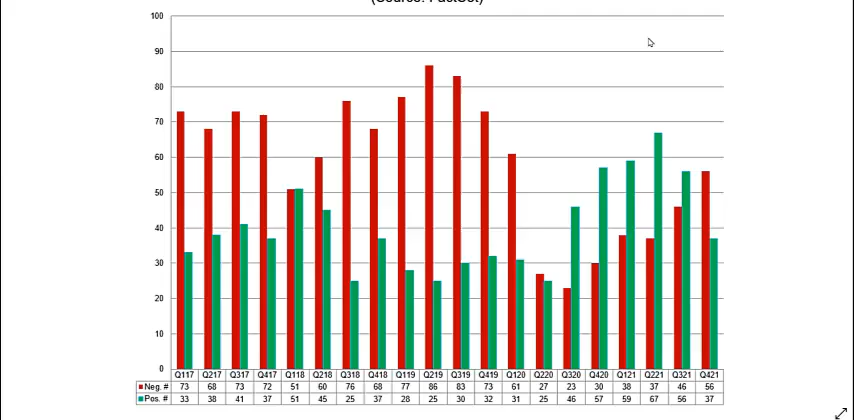 (Source: FactSet)
100
90
80
70
60
50
40
30
20
10
0
Q117 Q217 Q317 Q417 Q118 Q218 Q318 Q418 Q119 Q219 Q319 Q419 Q120 Q220 Q320 Q420 Q121 Q221 Q321 Q421
Neg. # 73 68 73 72 51 60 76 68 77 86 83 73 61 27 23 30 38 37 46 56
Pos. # 33 38 41 37 51 45 25 37 28 25 30 32 31 25 46 57 59 67 56 37